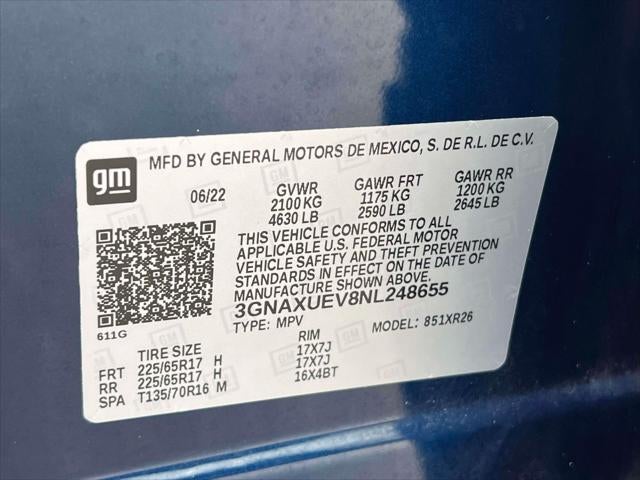 gm
MFD BY GENERAL MOTORS DE MEXICO, S. DE R.L. DE C.V.
06/22 GVWR GAWR FRT GAWR RR
2100 KG 1175 KG 1200 KG
4630 LB 2590 LB 2645 LB
THIS VEHICLE CONFORMS TO ALL
APPLICABLE U.S. FEDERAL MOTOR
VEHICLE SAFETY AND THEFT PREVENTION
STANDARDS IN EFFECT ON THE DATE OF
MANUFACTURE SHOWN ABOVE.
3GNAXUEV8NL248655
TYPE: MPV MODEL: 851XR26
611G
TIRE SIZE RIM
FRT 225/65R17 H 17X7J
RR 225/65R17 H 17X7J
SPA T135/70R16 M 16X4BT